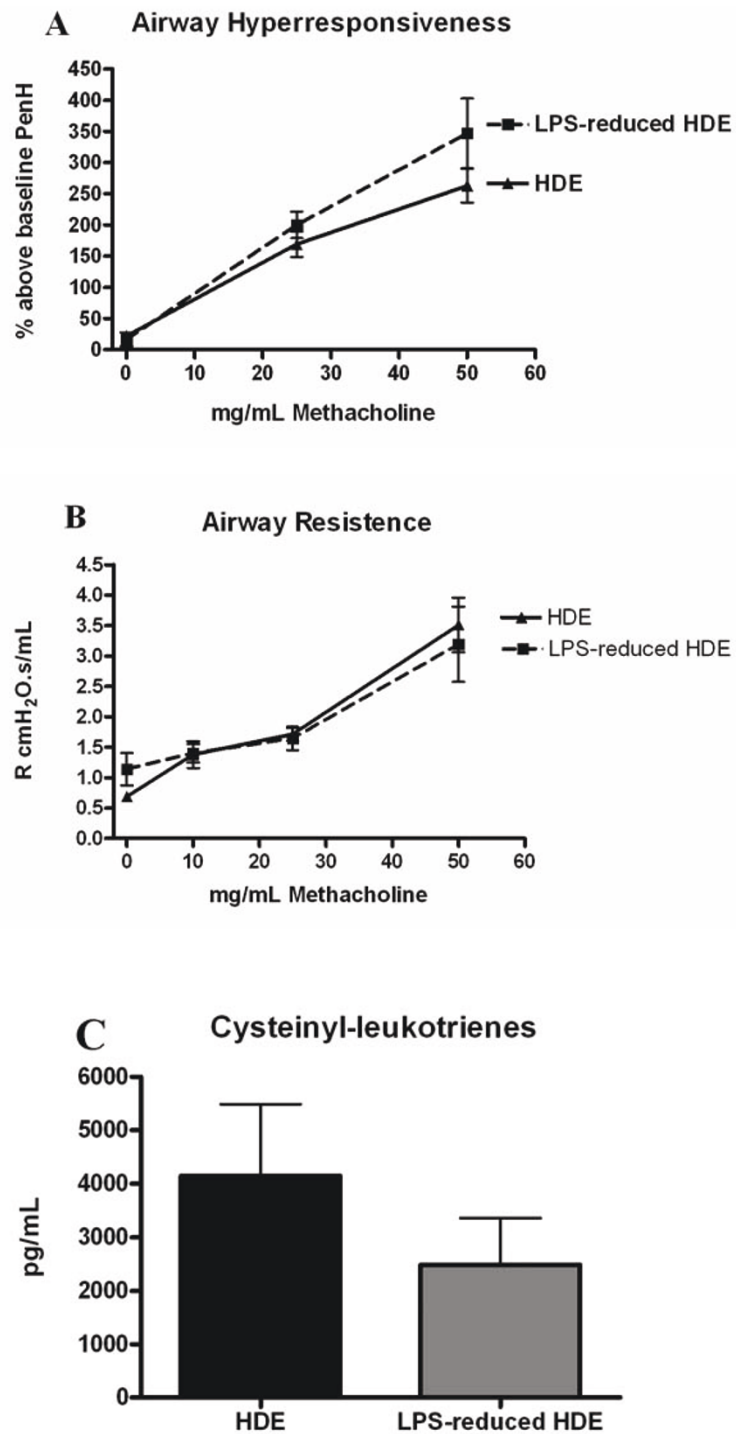 A
Airway Hyperresponsiveness
% above baseline PenH
450
400
350
300
250
200
150
100
50
0
0 10 20 30 40 50 60
mg/mL Methacholine
LPS-reduced HDE
HDE
B
Airway Resistence
R cmH₂O.s/mL
4.5
4.0
3.5
3.0
2.5
2.0
1.5
1.0
0.5
0.0
0 10 20 30 40 50 60
mg/mL Methacholine
HDE
LPS-reduced HDE
C
Cysteinyl-leukotrienes
pg/mL
6000
5000
4000
3000
2000
1000
0
HDE LPS-reduced HDE